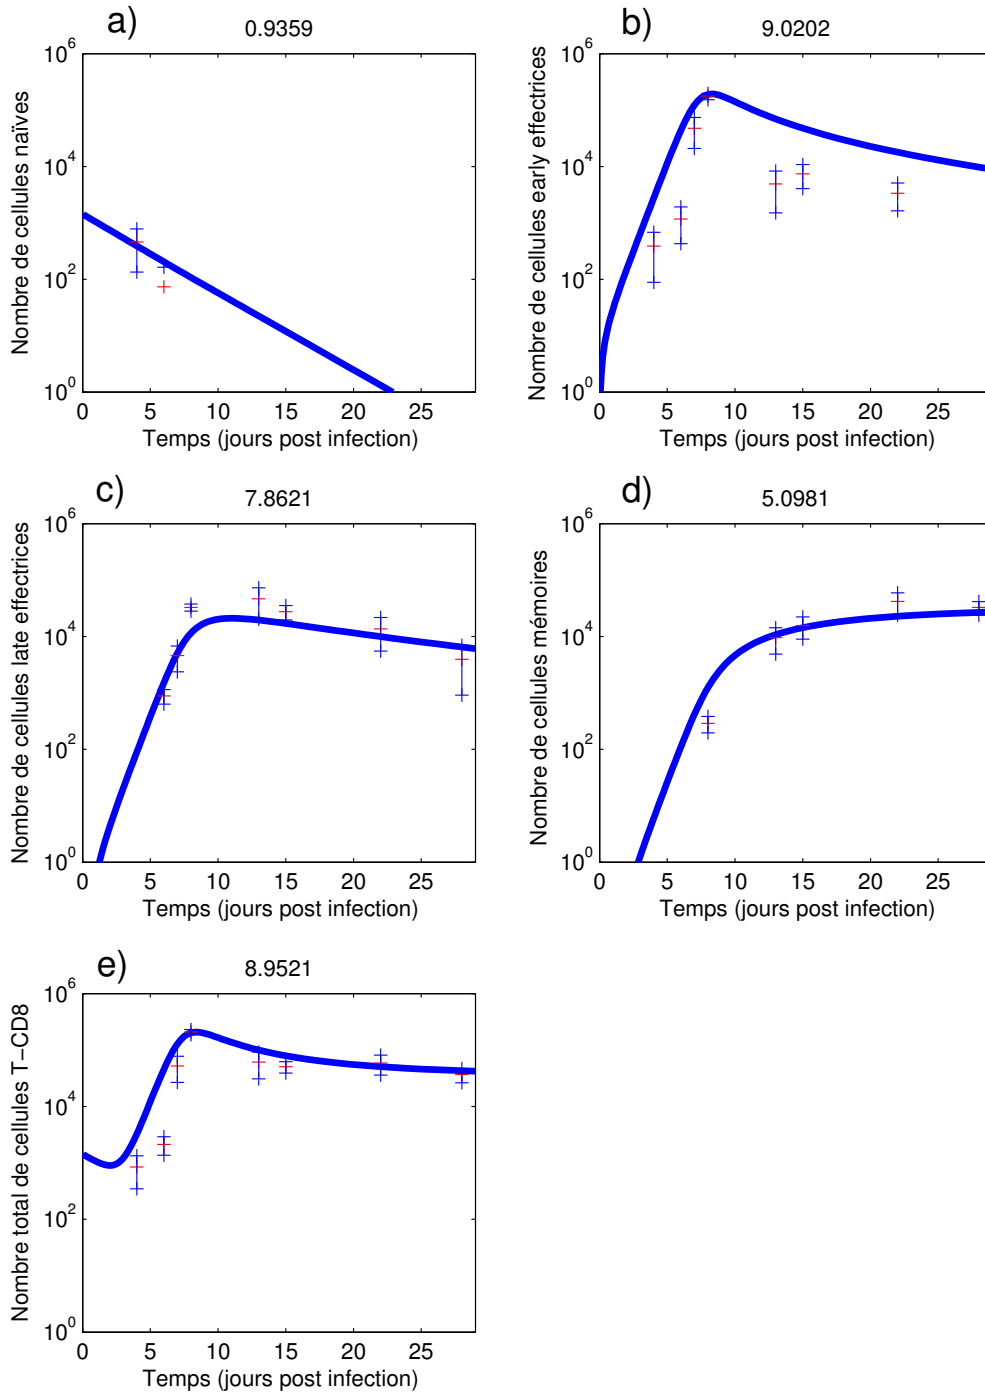 a)
0.9359
10^6
10^4
10^2
10^0
Nombre de cellules naïves
0 5 10 15 20 25
Temps (jours post infection)
b)
9.0202
10^6
10^4
10^2
10^0
Nombre de cellules early effectrices
0 5 10 15 20 25
Temps (jours post infection)
c)
7.8621
10^6
10^4
10^2
10^0
Nombre de cellules late effectrices
0 5 10 15 20 25
Temps (jours post infection)
d)
5.0981
10^6
10^4
10^2
10^0
Nombre de cellules mémoires
0 5 10 15 20 25
Temps (jours post infection)
e)
8.9521
10^6
10^4
10^2
10^0
Nombre total de cellules T−CD8
0 5 10 15 20 25
Temps (jours post infection)